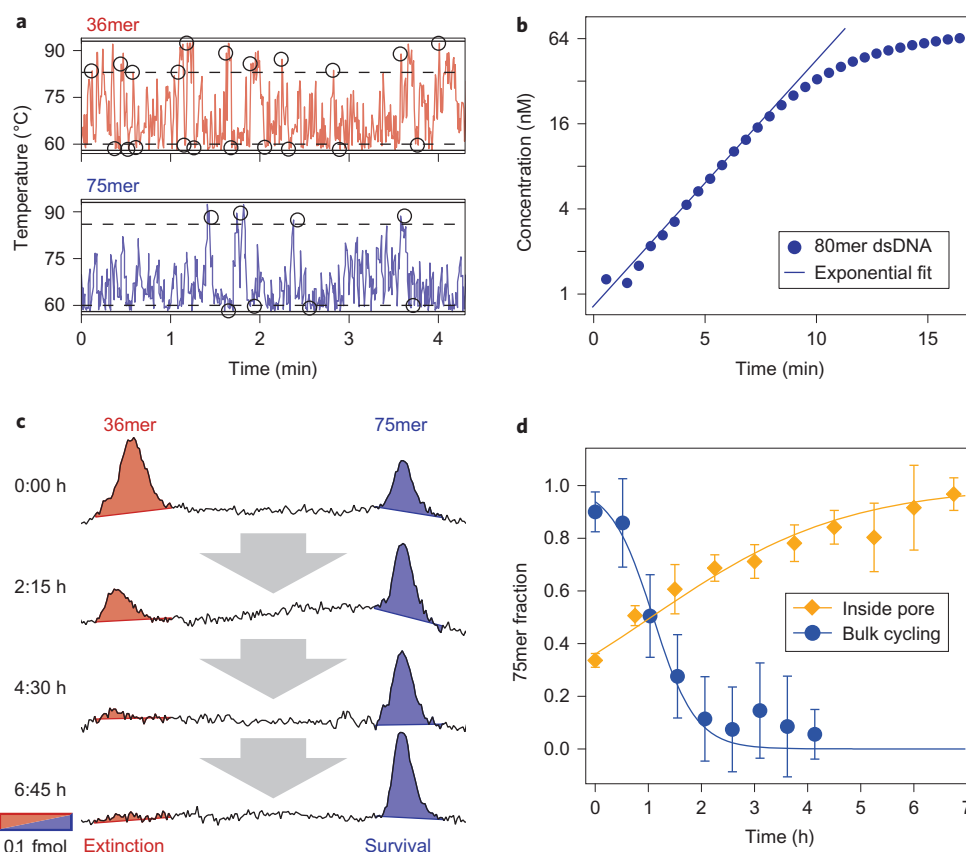 a
36mer
90
75
60
75mer
90
75
60
Temperature (°C)
0 1 2 3 4
Time (min)
b
64
16
4
1
Concentration (nM)
80mer dsDNA
Exponential fit
0 5 10 15
Time (min)
c
36mer 75mer
0:00 h
2:15 h
4:30 h
6:45 h
0.1 fmol Extinction Survival
d
1.0
0.8
0.6
0.4
0.2
0.0
75mer fraction
Inside pore
Bulk cycling
0 1 2 3 4 5 6 7
Time (h)